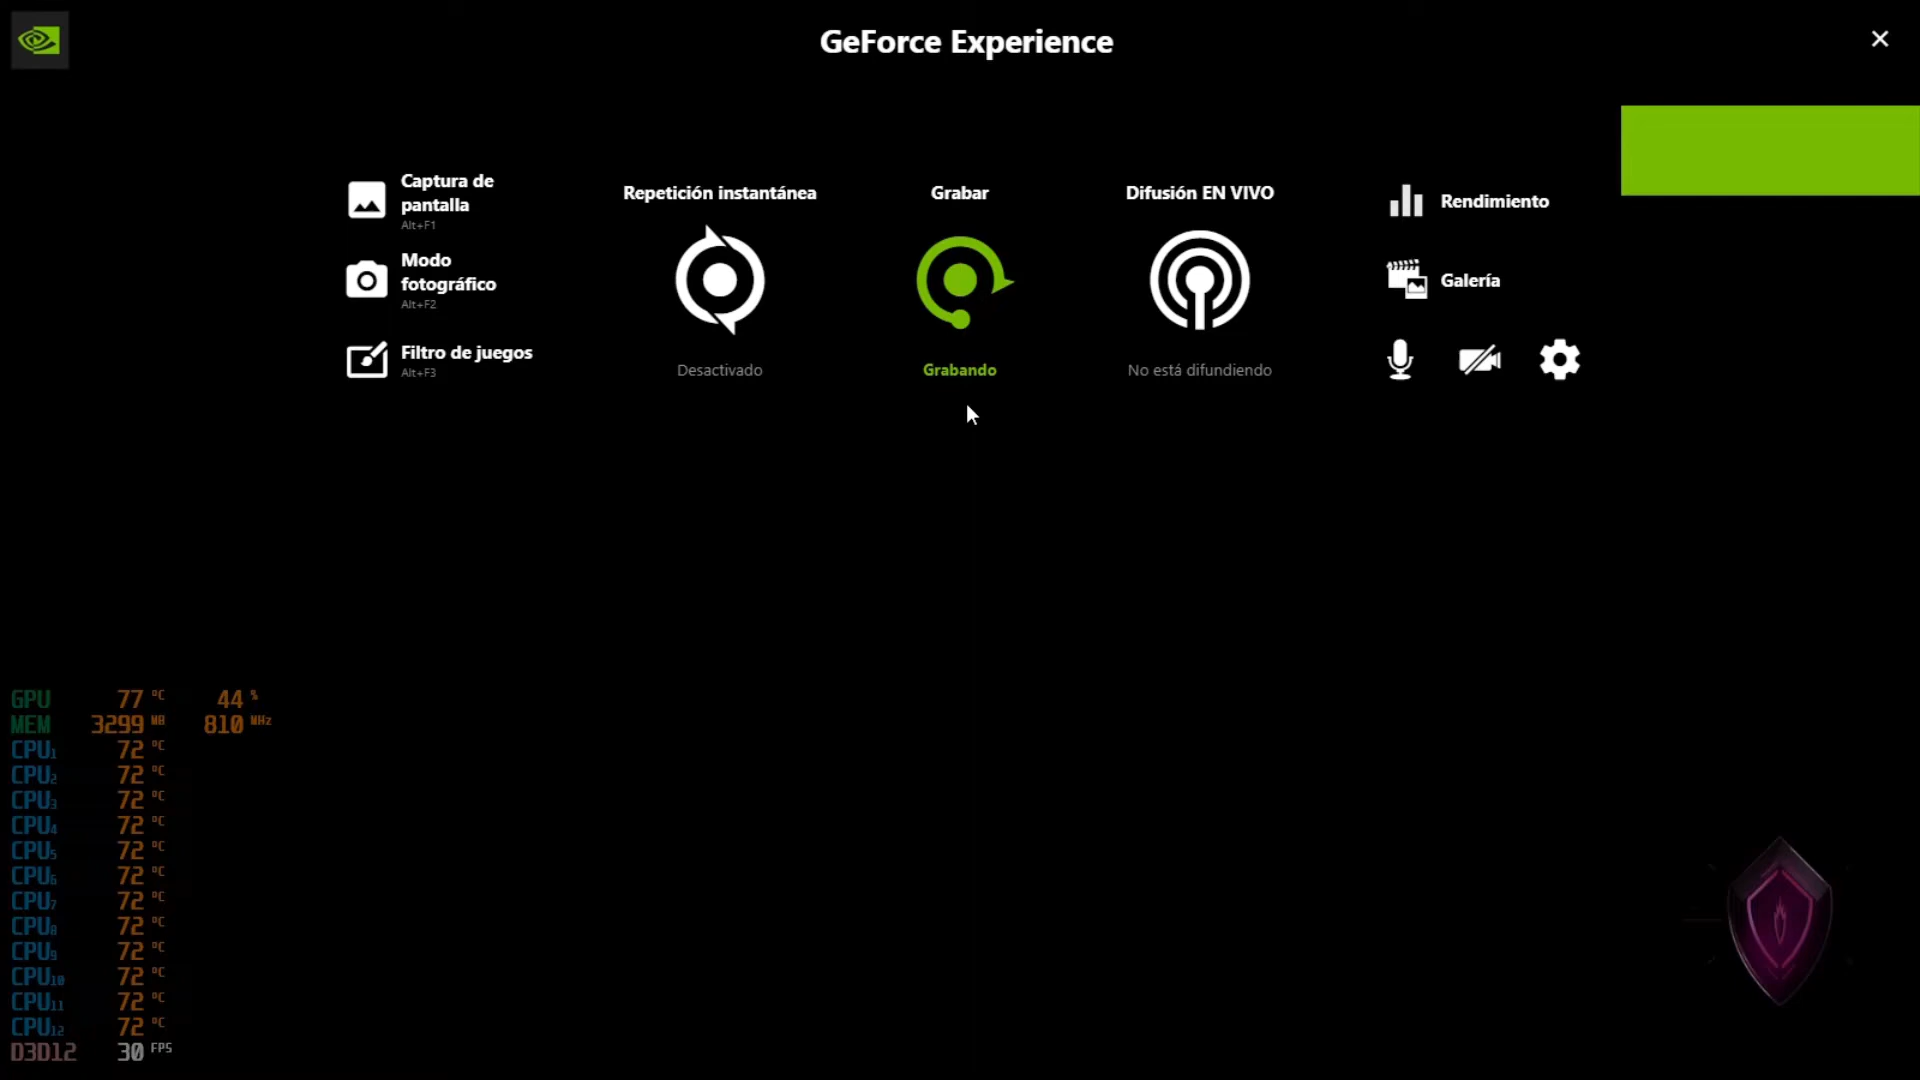 GeForce Experience
Captura de
pantalla
Alt+F1
Modo
fotográfico
Alt+F2
Filtro de juegos
Alt+F3
Repetición instantánea
Desactivado
Grabar
Grabando
Difusión EN VIVO
No está difundiendo
Rendimiento
Galería
GPU 77 °C 44 %
MEM 3299 MB 810 MHz
CPU1 72 °C
CPU2 72 °C
CPU3 72 °C
CPU4 72 °C
CPU5 72 °C
CPU6 72 °C
CPU7 72 °C
CPU8 72 °C
CPU9 72 °C
CPU10 72 °C
CPU11 72 °C
CPU12 72 °C
D3D12 30 FPS